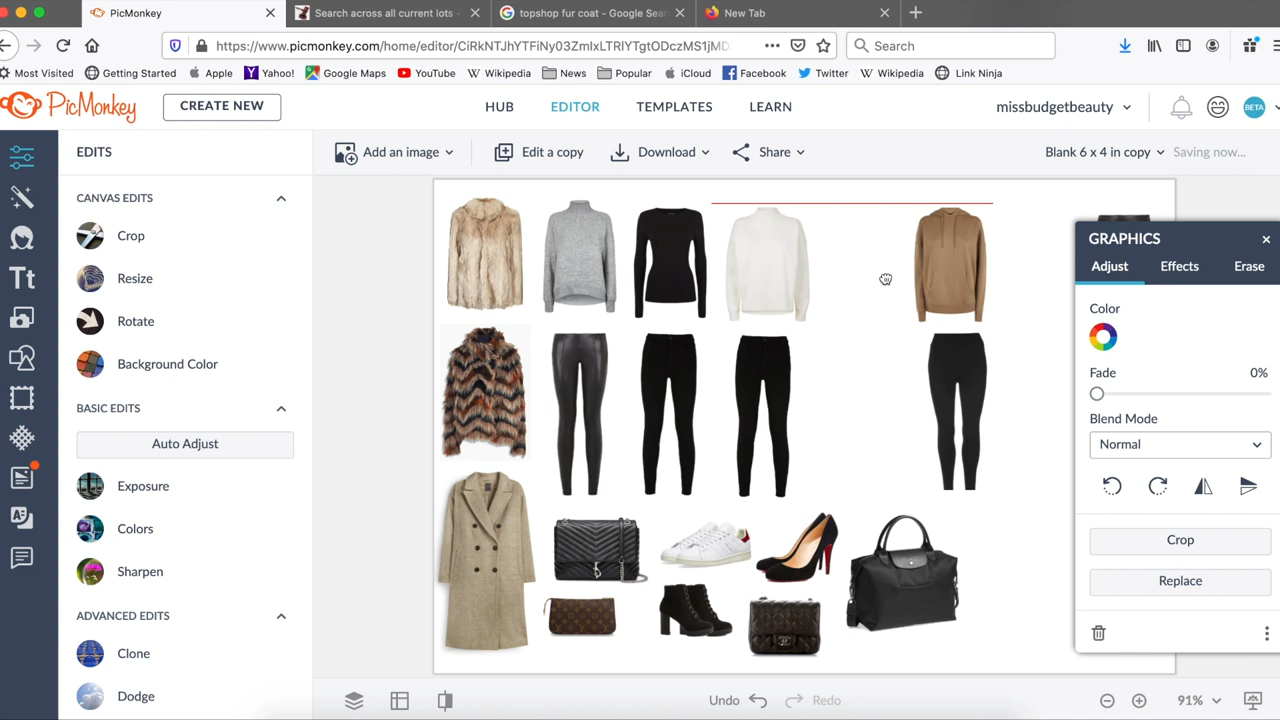 PicMonkey
Search across all current lots -
topshop fur coat - Google Sear
New Tab
https://www.picmonkey.com/home/editor/CiRkNTJhYTFiNy03ZmIxLTRlYTgtODczMS1jMD.
Search
Most Visited
Getting Started
Apple
Yahoo!
Google Maps
YouTube
Wikipedia
News
Popular
iCloud
Facebook
Twitter
Wikipedia
Link Ninja
PicMonkey
CREATE NEW
HUB
EDITOR
TEMPLATES
LEARN
missbudgetbeauty
BETA
EDITS
Add an image
Edit a copy
Download
Share
Blank 6 x 4 in copy
Saving now...
CANVAS EDITS
Crop
Resize
Rotate
Background Color
BASIC EDITS
Auto Adjust
Exposure
Colors
Sharpen
ADVANCED EDITS
Clone
Dodge
GRAPHICS
Adjust
Effects
Erase
Color
Fade
0%
Blend Mode
Normal
Crop
Replace
Undo
Redo
91%